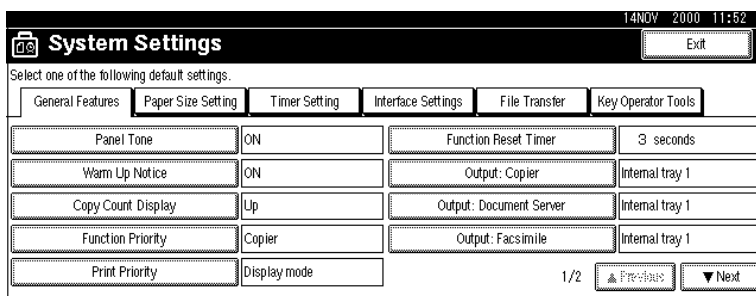 14NOV 2000 11:52
System Settings
Exit
Select one of the following default settings.
General Features Paper Size Setting Timer Setting Interface Settings File Transfer Key Operator Tools
Panel Tone ON Function Reset Timer 3 seconds
Warm Up Notice ON Output: Copier Internal tray 1
Copy Count Display Up Output: Document Server Internal tray 1
Function Priority Copier Output: Facsimile Internal tray 1
Print Priority Display mode 1/2 ▲Previous ▼Next